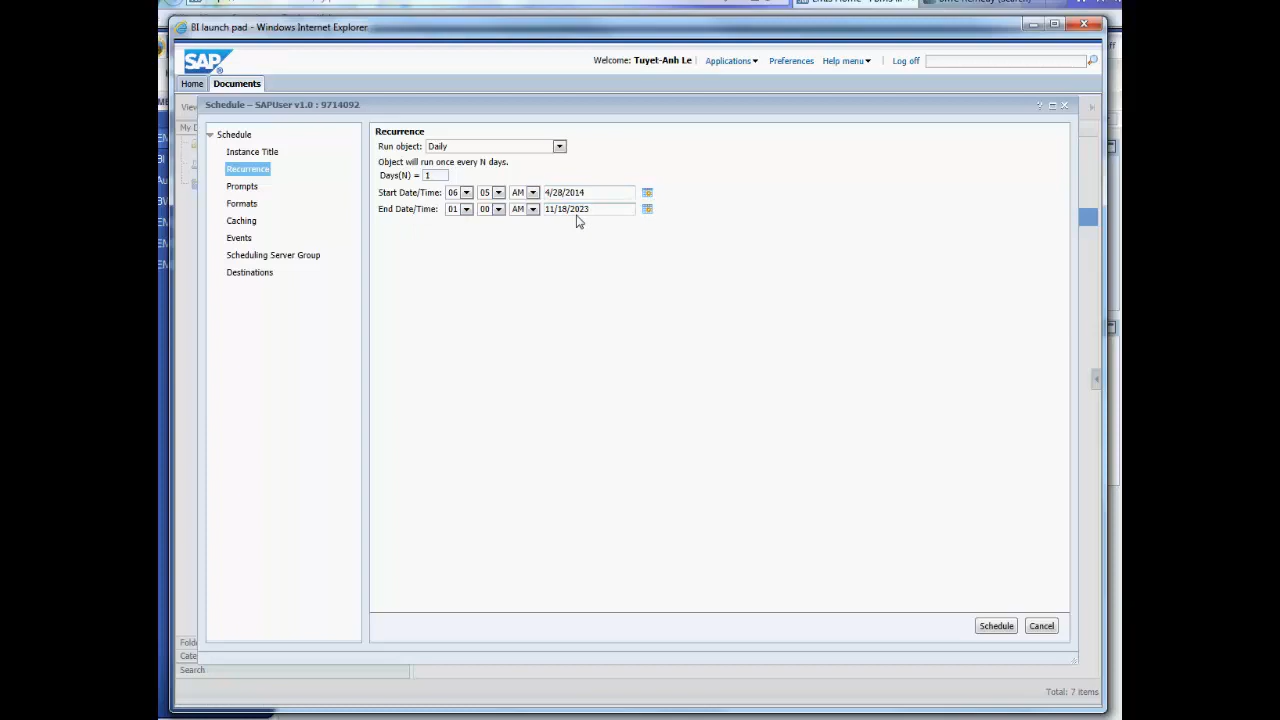 BI launch pad - Windows Internet Explorer
SAP
Welcome: Tuyet-Anh Le Applications Preferences Help menu Log off
Home Documents
Schedule -- SAPUser v1.0 : 9714092
Schedule
Instance Title
Recurrence
Prompts
Formats
Caching
Events
Scheduling Server Group
Destinations
Recurrence
Run object: Daily
Object will run once every N days.
Days(N) = 1
Start Date/Time: 06 05 AM 4/28/2014
End Date/Time: 01 00 AM 11/18/2023
Schedule Cancel
Search
Total: 7 items